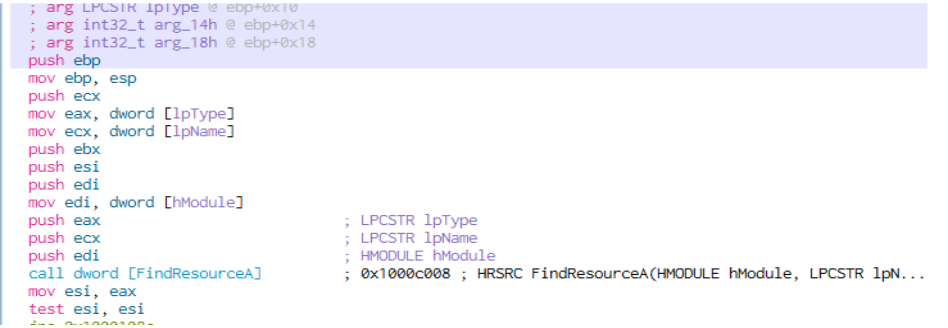 ; arg LPCSTR lpType @ ebp+0x10
; arg int32_t arg_14h @ ebp+0x14
; arg int32_t arg_18h @ ebp+0x18
push ebp
mov ebp, esp
push ecx
mov eax, dword [lpType]
mov ecx, dword [lpName]
push ebx
push esi
push edi
mov edi, dword [hModule]
push eax ; LPCSTR lpType
push ecx ; LPCSTR lpName
push edi ; HMODULE hModule
call dword [FindResourceA] ; 0x1000c008 ; HRSRC FindResourceA(HMODULE hModule, LPCSTR lpN...
mov esi, eax
test esi, esi